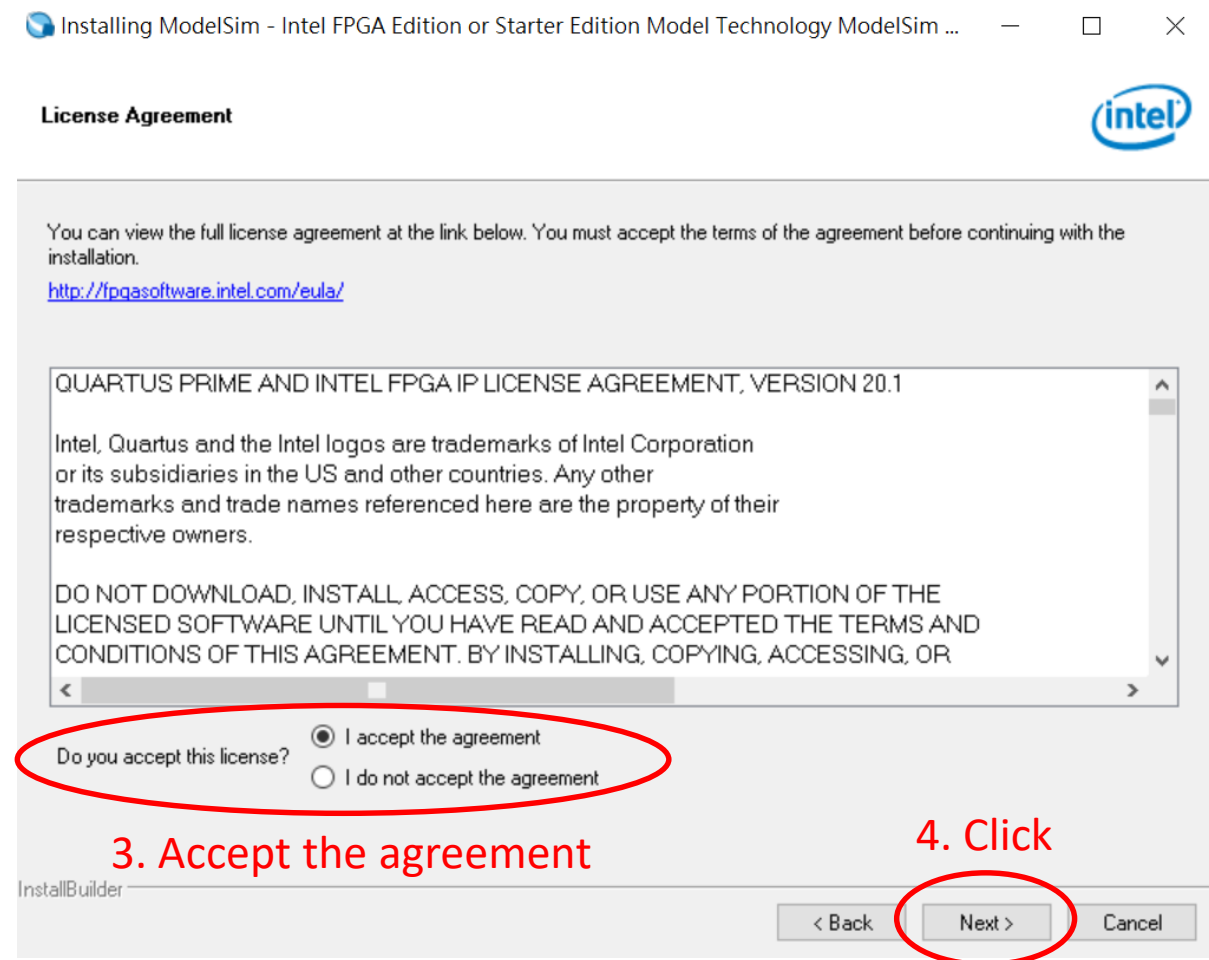 Installing ModelSim - Intel FPGA Edition or Starter Edition Model Technology ModelSim ...
License Agreement
intel
You can view the full license agreement at the link below. You must accept the terms of the agreement before continuing with the
installation.
http://fpgasoftware.intel.com/eula/
QUARTUS PRIME AND INTEL FPGA IP LICENSE AGREEMENT, VERSION 20.1
Intel, Quartus and the Intel logos are trademarks of Intel Corporation
or its subsidiaries in the US and other countries. Any other
trademarks and trade names referenced here are the property of their
respective owners.
DO NOT DOWNLOAD, INSTALL, ACCESS, COPY, OR USE ANY PORTION OF THE
LICENSED SOFTWARE UNTIL YOU HAVE READ AND ACCEPTED THE TERMS AND
CONDITIONS OF THIS AGREEMENT. BY INSTALLING, COPYING, ACCESSING, OR
Do you accept this license?
I accept the agreement
I do not accept the agreement
3. Accept the agreement
4. Click
InstallBuilder
< Back
Next >
Cancel